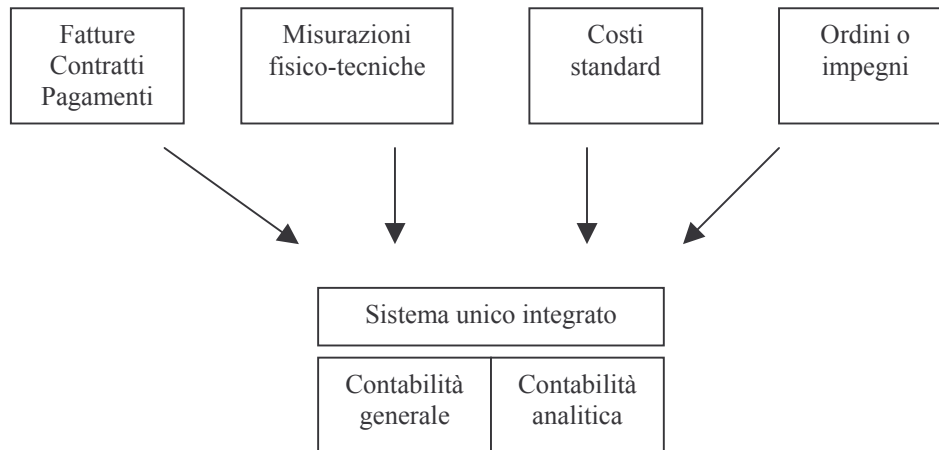 Fatture
Contratti
Pagamenti
Misurazioni
fisico-tecniche
Costi
standard
Ordini o
impegni
Sistema unico integrato
Contabilità
generale
Contabilità
analitica